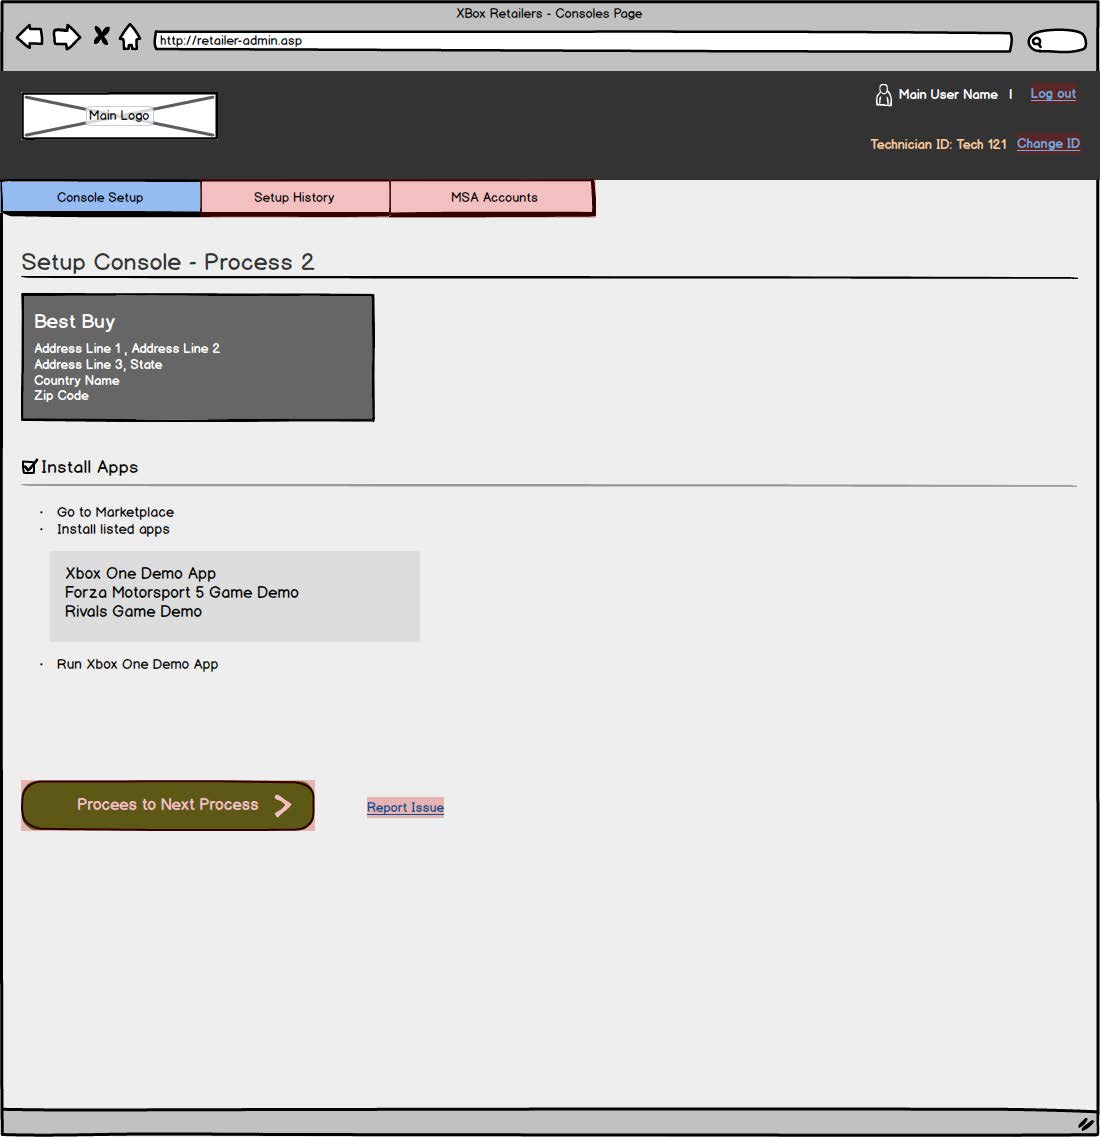 XBox Retailers - Consoles Page
http://retailer-admin.asp
Main Logo
Main User Name | Log out
Technician ID: Tech 121 Change ID
Console Setup
Setup History
MSA Accounts
Setup Console - Process 2
Best Buy
Address Line 1 , Address Line 2
Address Line 3, State
Country Name
Zip Code
Install Apps
· Go to Marketplace
· Install listed apps
Xbox One Demo App
Forza Motorsport 5 Game Demo
Rivals Game Demo
· Run Xbox One Demo App
Procees to Next Process
Report Issue